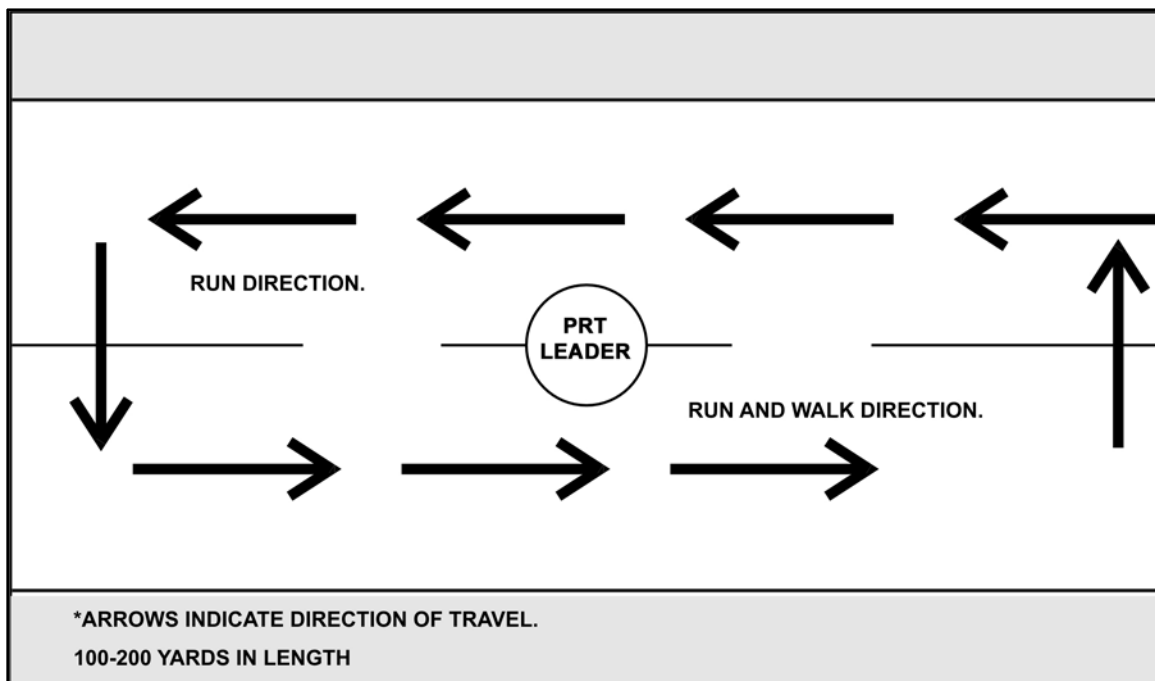 RUN DIRECTION.
PRT
LEADER
RUN AND WALK DIRECTION.
*ARROWS INDICATE DIRECTION OF TRAVEL.
100-200 YARDS IN LENGTH